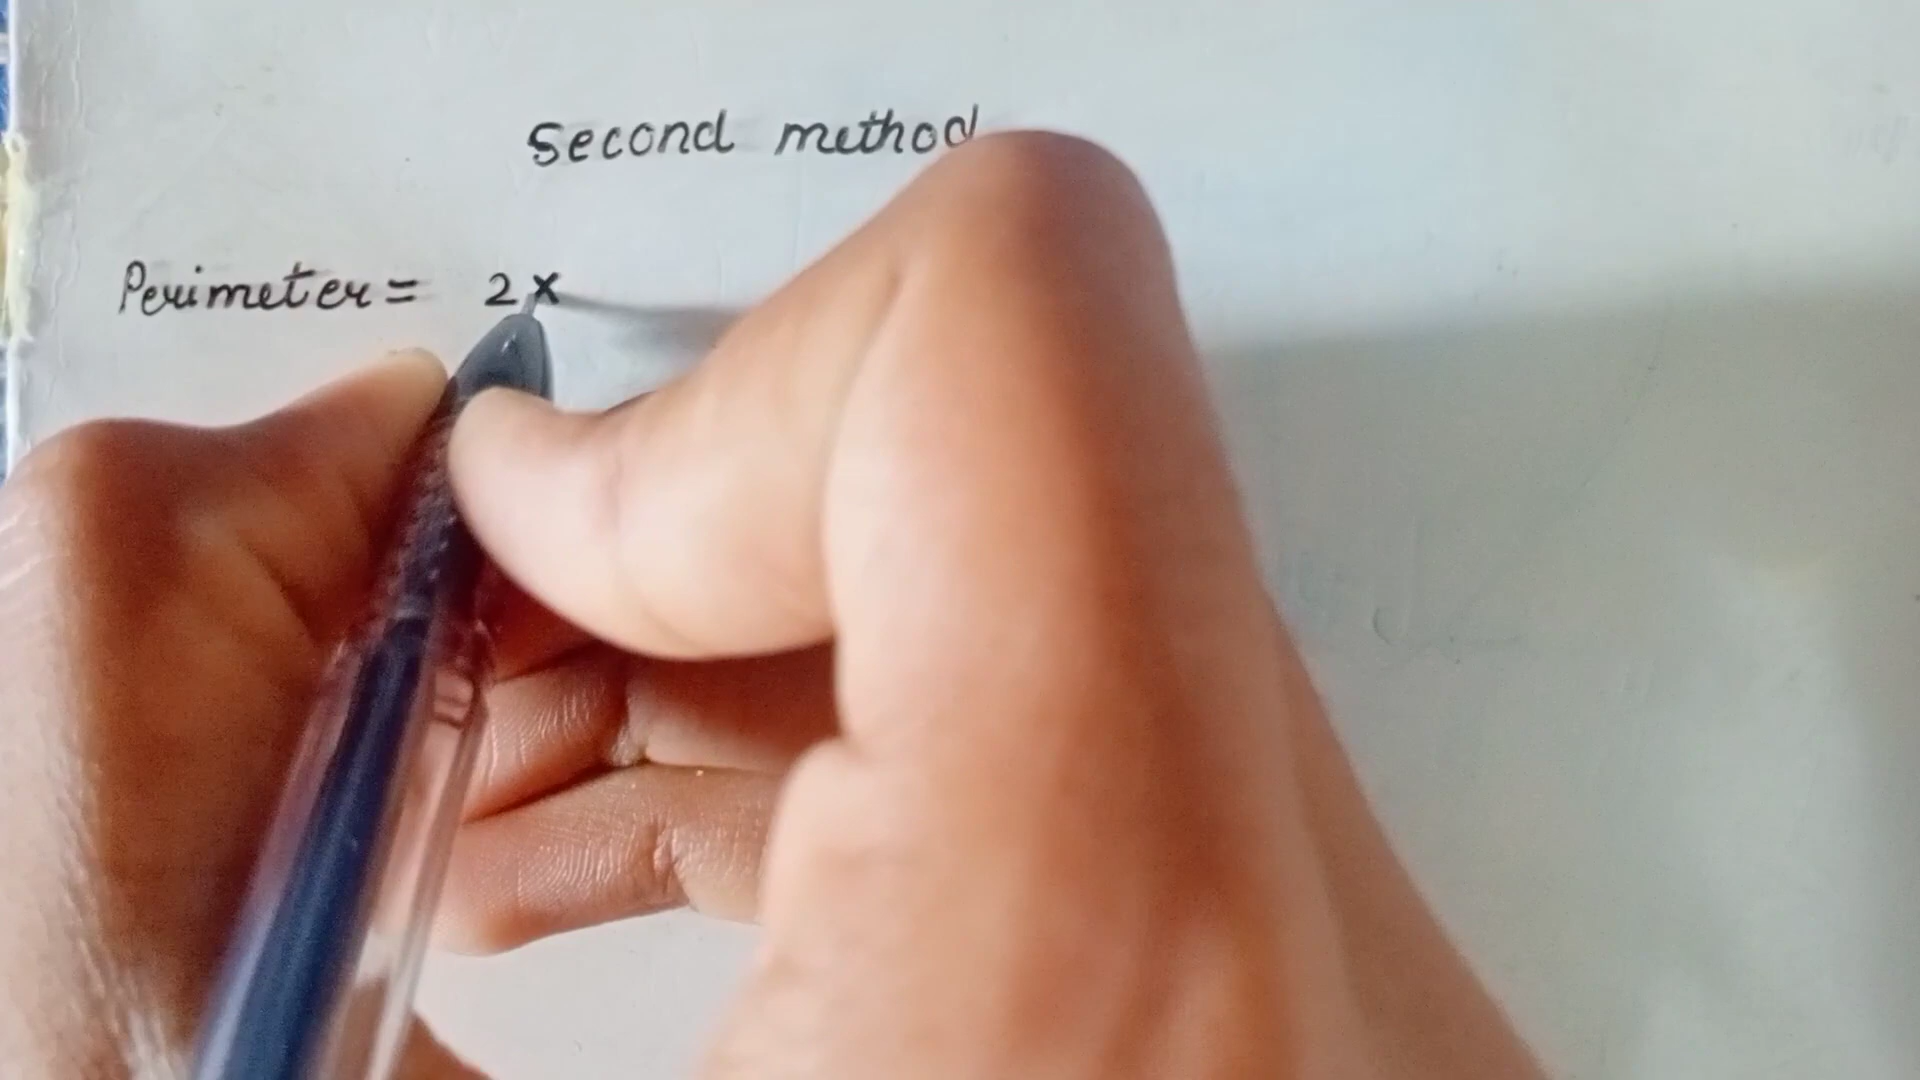 Second method
Perimeter = 2 ×